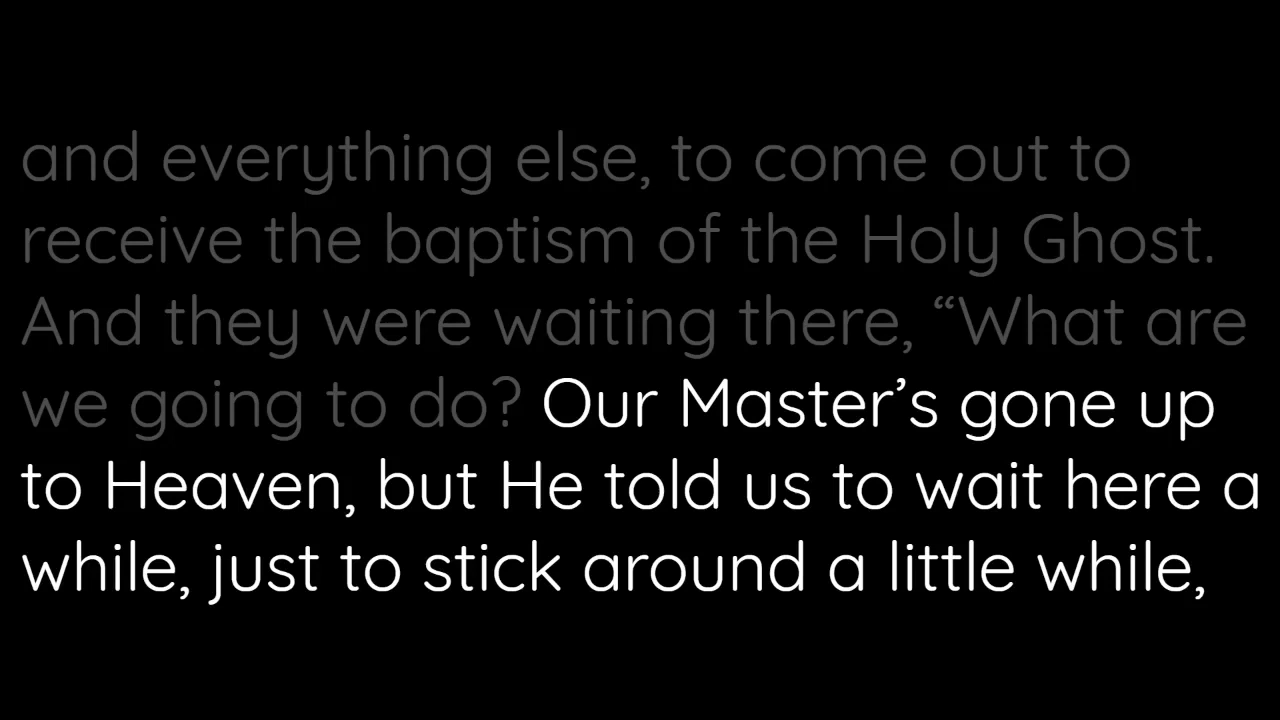 and everything else, to come out to
receive the baptism of the Holy Ghost.
And they were waiting there, “What are
we going to do? Our Master’s gone up
to Heaven, but He told us to wait here a
while, just to stick around a little while,